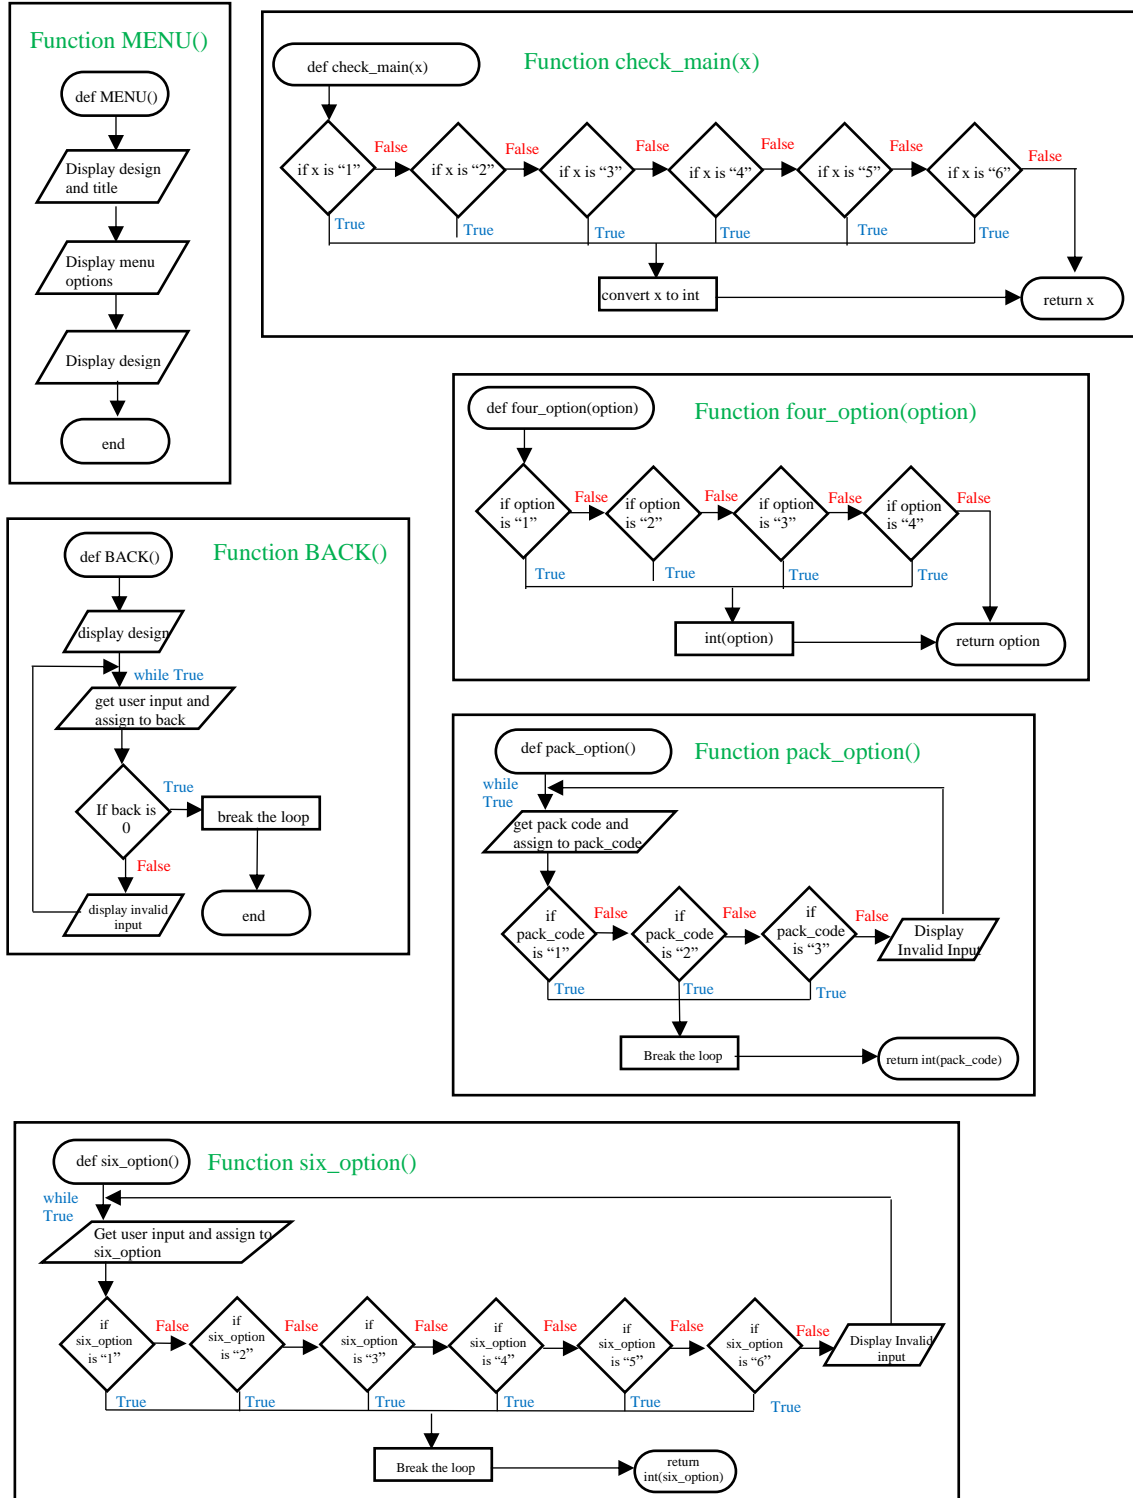 Function MENU()
def MENU()
Display design
and title
Display menu
options
Display design
end
Function check_main(x)
def check_main(x)
if x is “1”
False
if x is “2”
False
if x is “3”
False
if x is “4”
False
if x is “5”
False
if x is “6”
False
True
True
True
True
True
True
convert x to int
return x
def four_option(option)
Function four_option(option)
if option
is “1”
False
if option
is “2”
False
if option
is “3”
False
if option
is “4”
False
True
True
True
True
int(option)
return option
def BACK()
Function BACK()
display design
while True
get user input and
assign to back
If back is
0
True
break the loop
False
display invalid
input
end
def pack_option()
Function pack_option()
while
True
get pack code and
assign to pack_code
if
pack_code
is “1”
False
if
pack_code
is “2”
False
if
pack_code
is “3”
False
Display
Invalid Input
True
True
True
Break the loop
return int(pack_code)
def six_option()
Function six_option()
while
True
Get user input and assign to
six_option
if
six_option
is “1”
False
if
six_option
is “2”
False
if
six_option
is “3”
False
if
six_option
is “4”
False
if
six_option
is “5”
False
if
six_option
is “6”
False
Display Invalid
input
True
True
True
True
True
True
Break the loop
return
int(six_option)